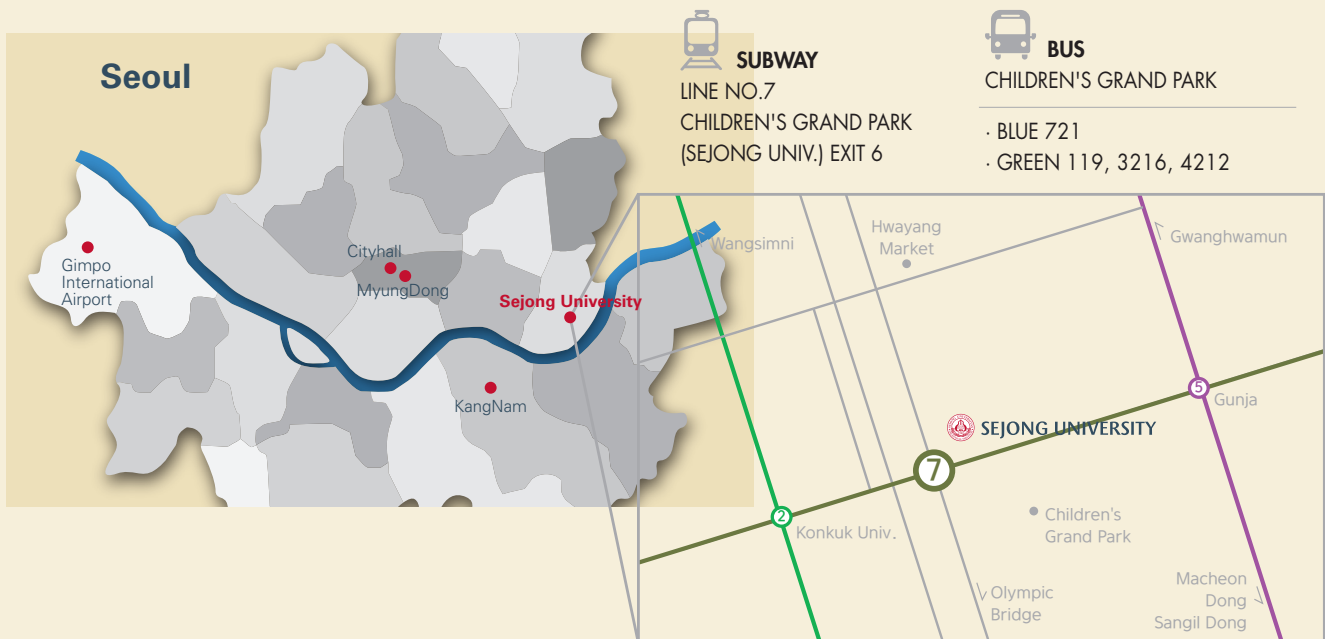 Seoul
Gimpo
International
Airport
Cityhall
MyungDong
Sejong University
KangNam
SUBWAY
LINE NO.7
CHILDREN'S GRAND PARK
(SEJONG UNIV.) EXIT 6
BUS
CHILDREN'S GRAND PARK
· BLUE 721
· GREEN 119, 3216, 4212
Wangsimni
Hwayang
Market
Gwanghwamun
5
Gunja
SEJONG UNIVERSITY
7
2
Konkuk Univ.
Children's
Grand Park
Olympic
Bridge
Macheon
Dong
Sangil Dong